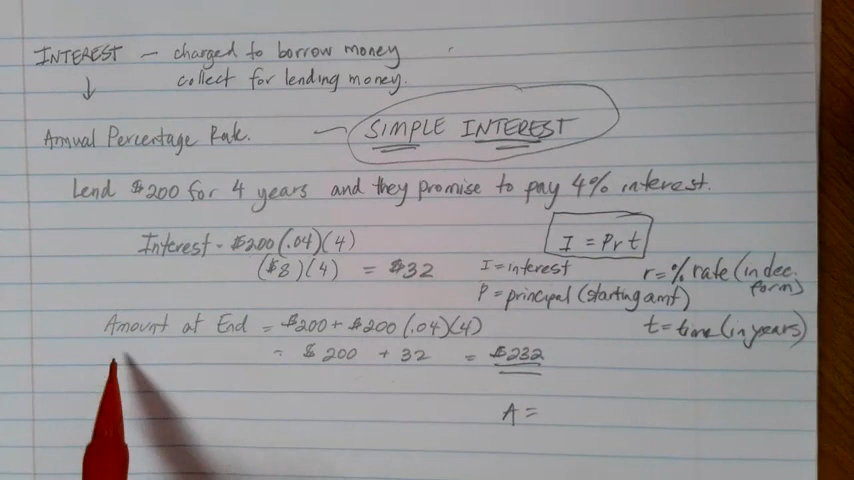 INTEREST — charged to borrow money
collect for lending money.
Annual Percentage Rate. — SIMPLE INTEREST
Lend $200 for 4 years and they promise to pay 4% interest.
Interest = $200(.04)(4)
($8)(4) = $32
I = Prt
I = interest
P = principal (starting amt)
r = % rate (in dec. form)
t = time (in years)
Amount at End = $200 + $200(.04)(4)
= $200 + 32 = $232
A =